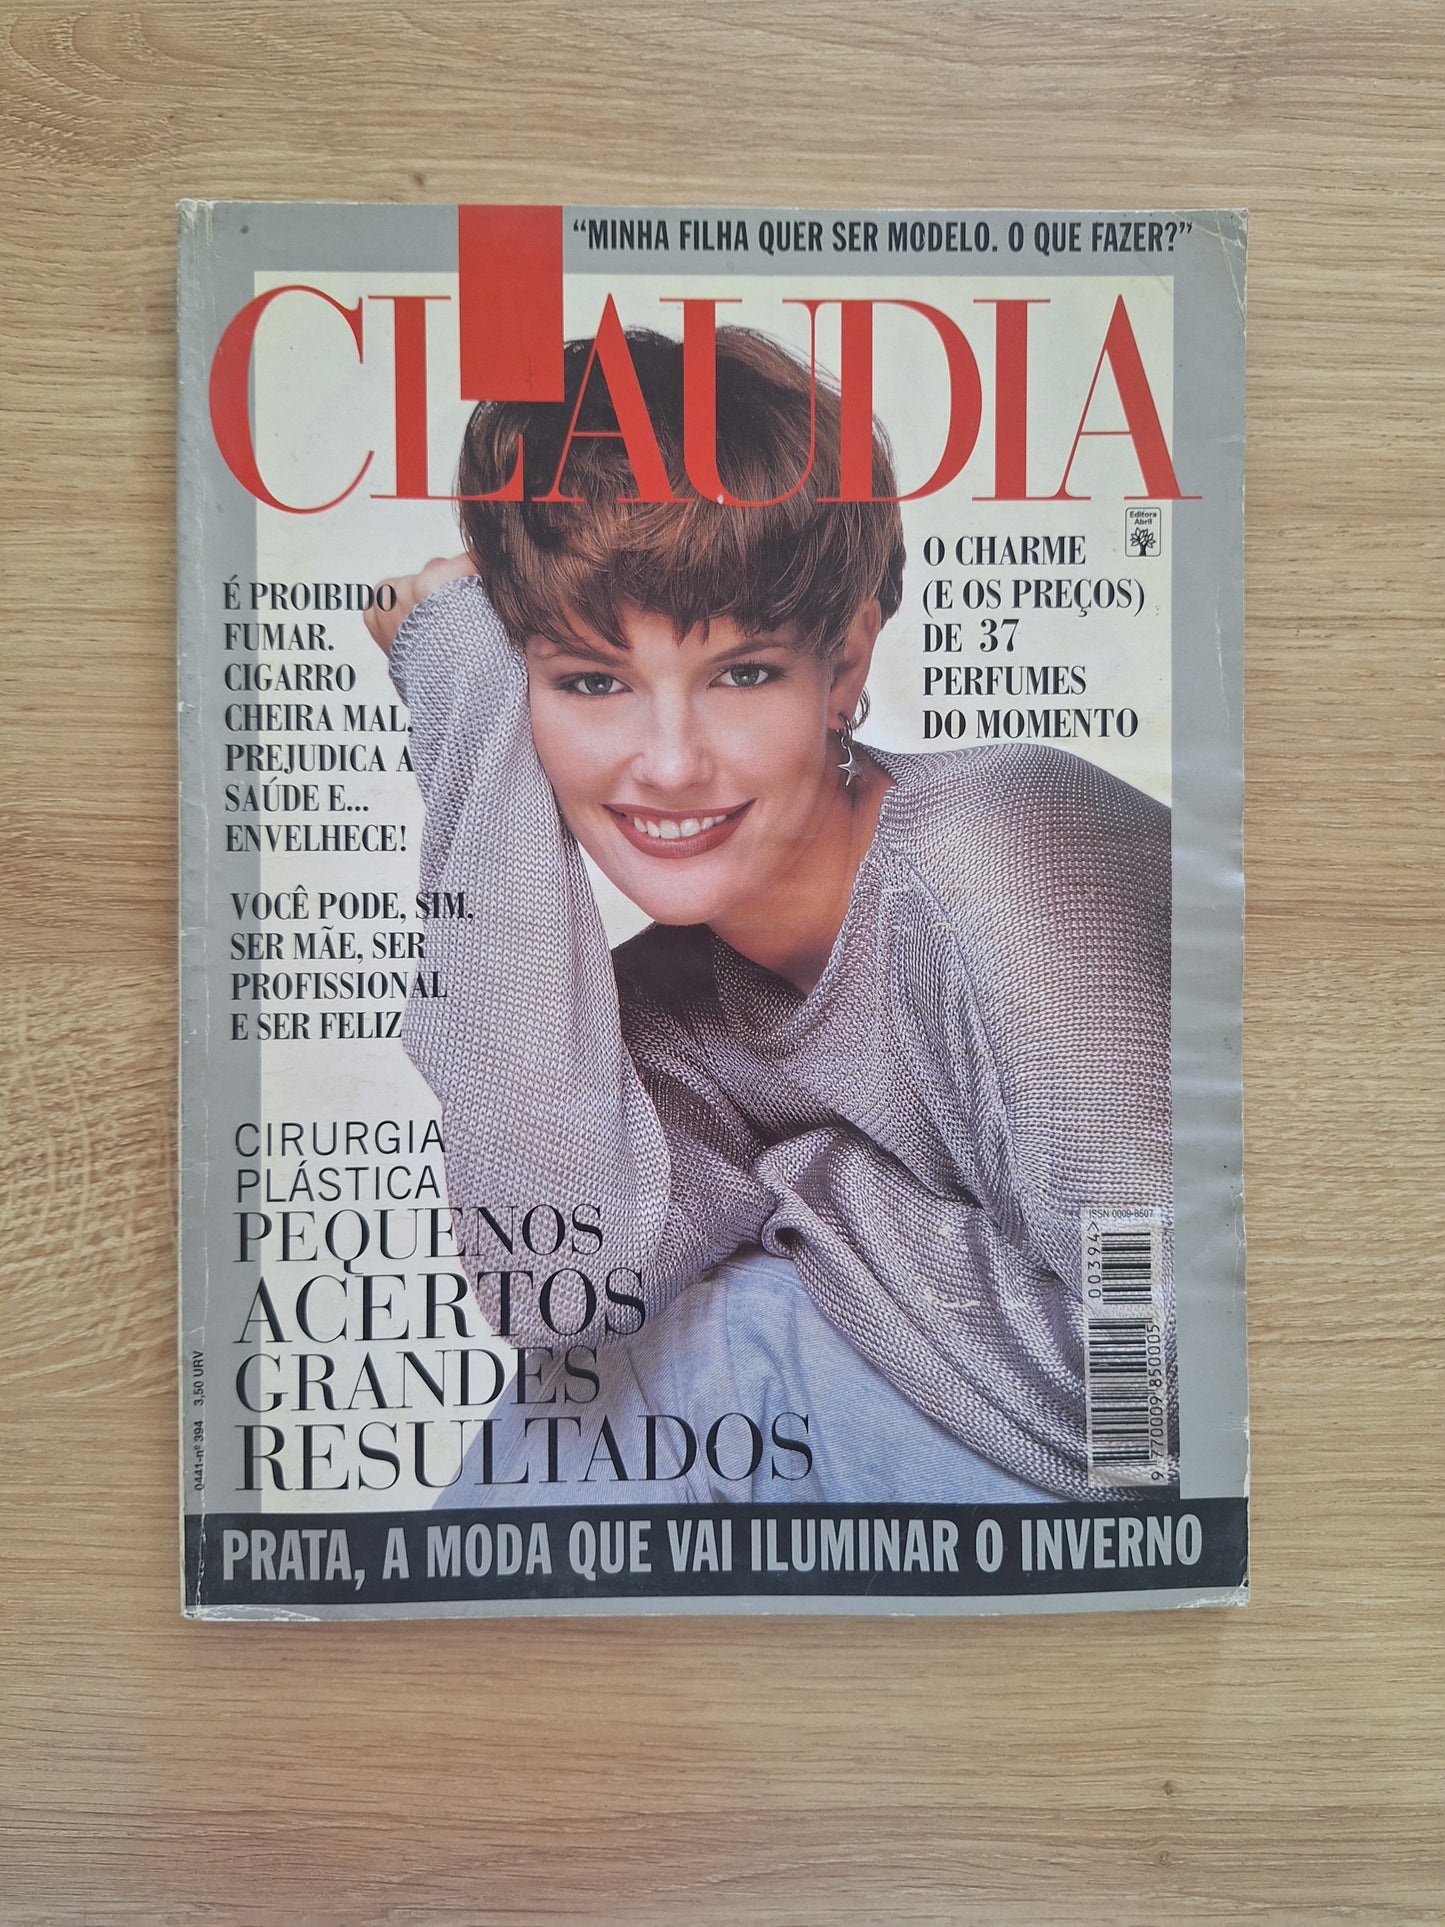 “MINHA FILHA QUER SER MODELO. O QUE FAZER?”
CLAUDIA
Editora
Abril
O CHARME
(E OS PREÇOS)
DE 37
PERFUMES
DO MOMENTO
É PROIBIDO
FUMAR.
CIGARRO
CHEIRA MAL,
PREJUDICA A
SAÚDE E...
ENVELHECE!
VOCÊ PODE, SIM,
SER MÃE, SER
PROFISSIONAL
E SER FELIZ
CIRURGIA
PLÁSTICA
PEQUENOS
ACERTOS
GRANDES
RESULTADOS
ISSN 0009-8507
00394>
9 770009 850005
0441-nº 394 3,50 URV
PRATA, A MODA QUE VAI ILUMINAR O INVERNO